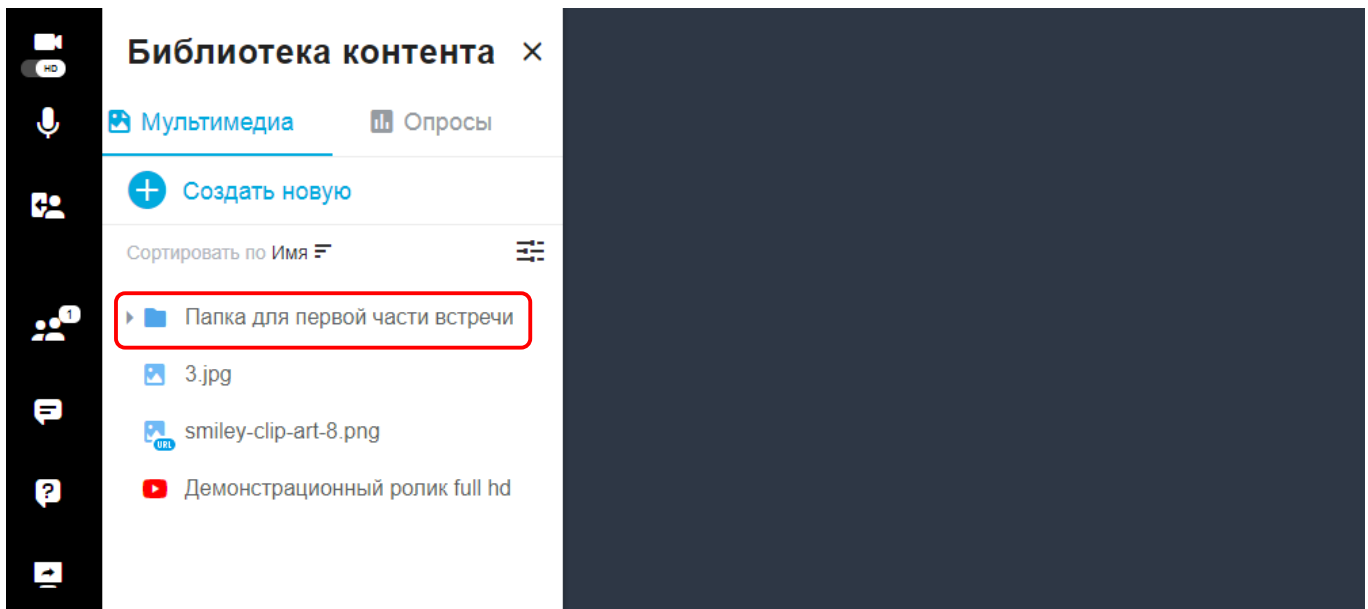 HD
Библиотека контента ×
Мультимедиа Опросы
Создать новую
Сортировать по Имя
1
Папка для первой части встречи
3.jpg
URL smiley-clip-art-8.png
?
Демонстрационный ролик full hd